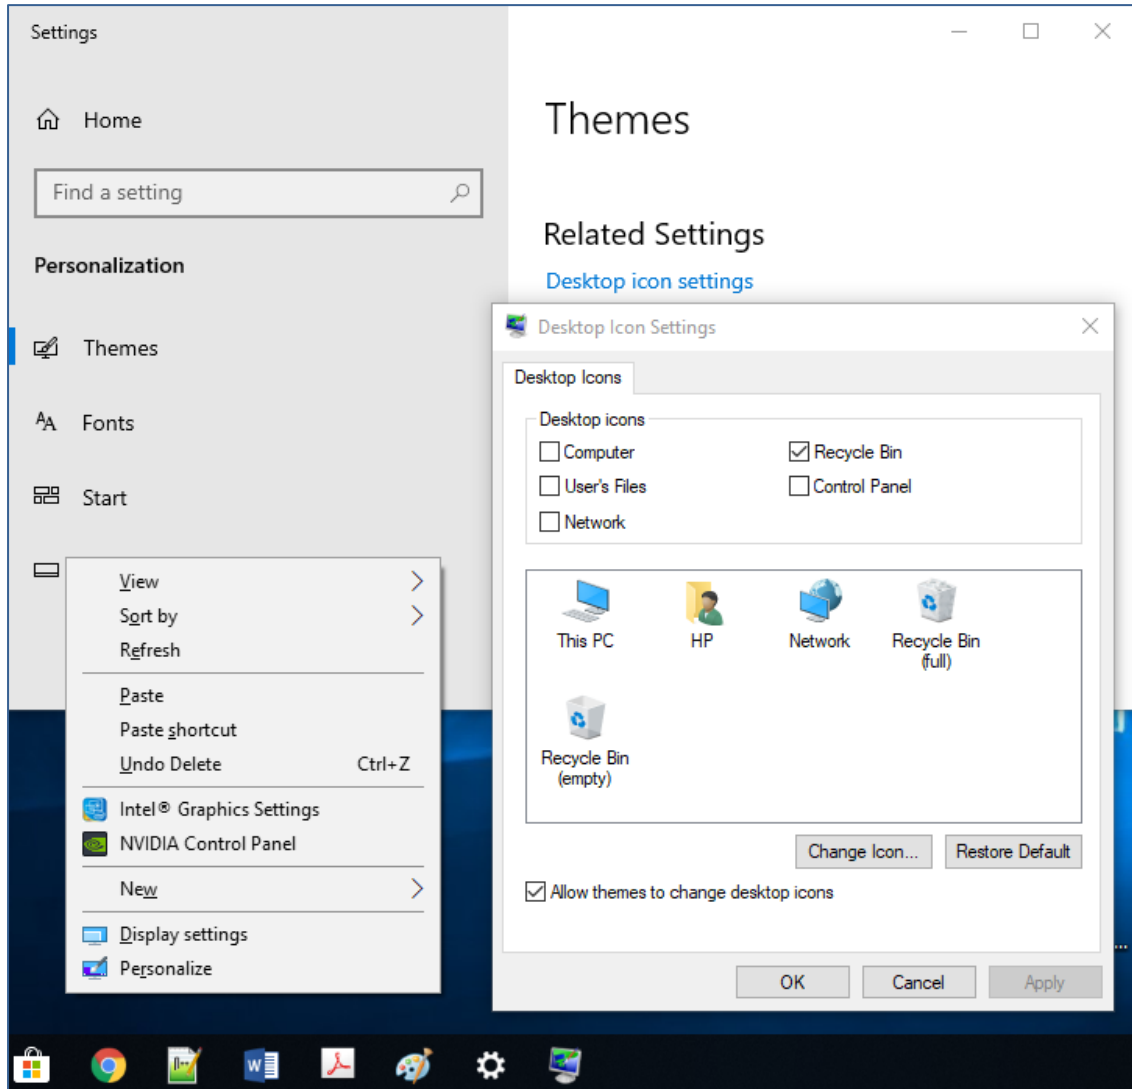 Settings
Home
Find a setting
Personalization
Themes
Fonts
Start
Themes
Related Settings
Desktop icon settings
Desktop Icon Settings
Desktop Icons
Desktop icons
Computer
Recycle Bin
User's Files
Control Panel
Network
This PC
HP
Network
Recycle Bin
(full)
Recycle Bin
(empty)
Change Icon...
Restore Default
Allow themes to change desktop icons
OK
Cancel
Apply
View
Sort by
Refresh
Paste
Paste shortcut
Undo Delete Ctrl+Z
Intel® Graphics Settings
NVIDIA Control Panel
New
Display settings
Personalize